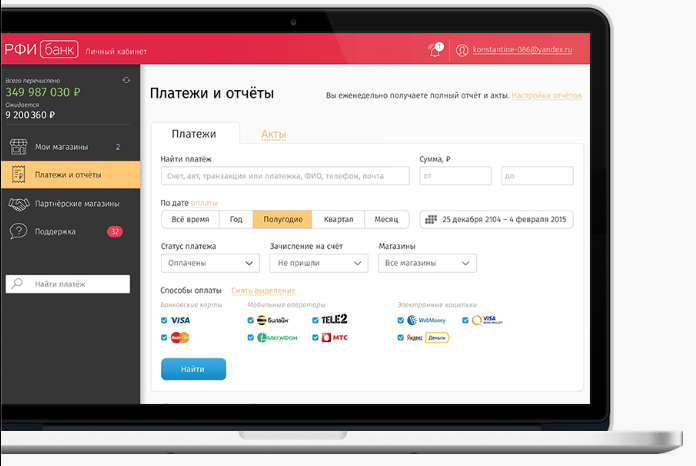 РФИ банк Личный кабинет
1
konstantine-086@yandex.ru
Всего перечислено
349 987 030 ₽
Ожидается
9 200 360 ₽
Мои магазины 2
Платежи и отчёты
Партнёрские магазины
Поддержка 32
Найти платёж
Платежи и отчёты
Вы еженедельно получаете полный отчёт и акты. Настройка отчётов
Платежи Акты
Найти платёж Сумма, ₽
Счет, акт, транзакция или платежка, ФИО, телефон, почта от до
По дате оплаты
Всё время Год Полугодие Квартал Месяц 25 декабря 2104 – 4 февраля 2015
Статус платежа Зачисление на счёт Магазины
Оплачены Не пришли Все магазины
Способы оплаты Снять выделение
Банковские карты Мобильные операторы Электронные кошельки
VISA Билайн TELE2 WebMoney VISA QIWI WALLET
MasterCard МегаФон МТС Яндекс Деньги
Найти